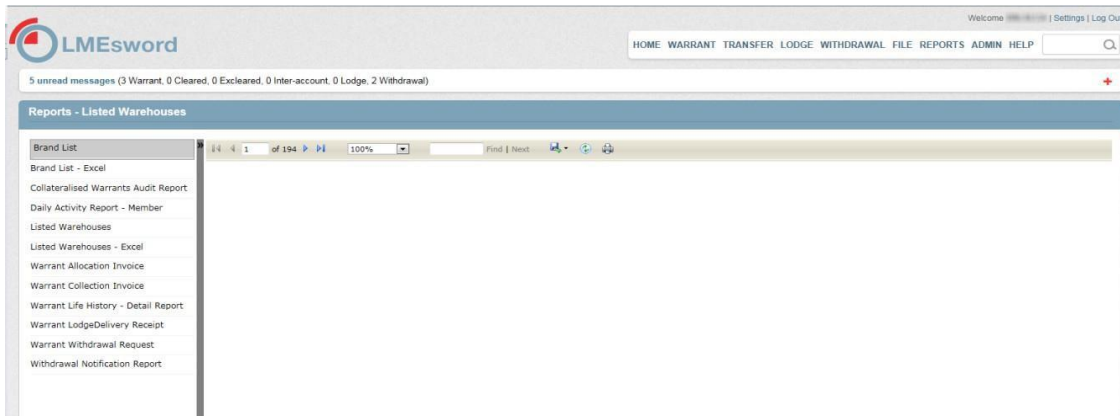 Welcome | Settings | Log Ou
LMEsword
HOME WARRANT TRANSFER LODGE WITHDRAWAL FILE REPORTS ADMIN HELP
5 unread messages (3 Warrant, 0 Cleared, 0 Excleared, 0 Inter-account, 0 Lodge, 2 Withdrawal)
Reports - Listed Warehouses
1 of 194 100% Find | Next
Brand List
Brand List - Excel
Collateralised Warrants Audit Report
Daily Activity Report - Member
Listed Warehouses
Listed Warehouses - Excel
Warrant Allocation Invoice
Warrant Collection Invoice
Warrant Life History - Detail Report
Warrant LodgeDelivery Receipt
Warrant Withdrawal Request
Withdrawal Notification Report